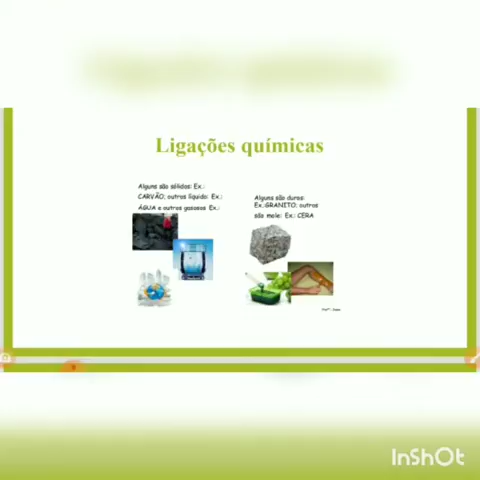 Ligações químicas
Alguns são sólidos: Ex.:
CARVÃO; outros líquido: Ex.:
ÁGUA e outros gasosos Ex.:
Alguns são duros:
Ex.:GRANITO; outros
são mole: Ex.: CERA
InShOt